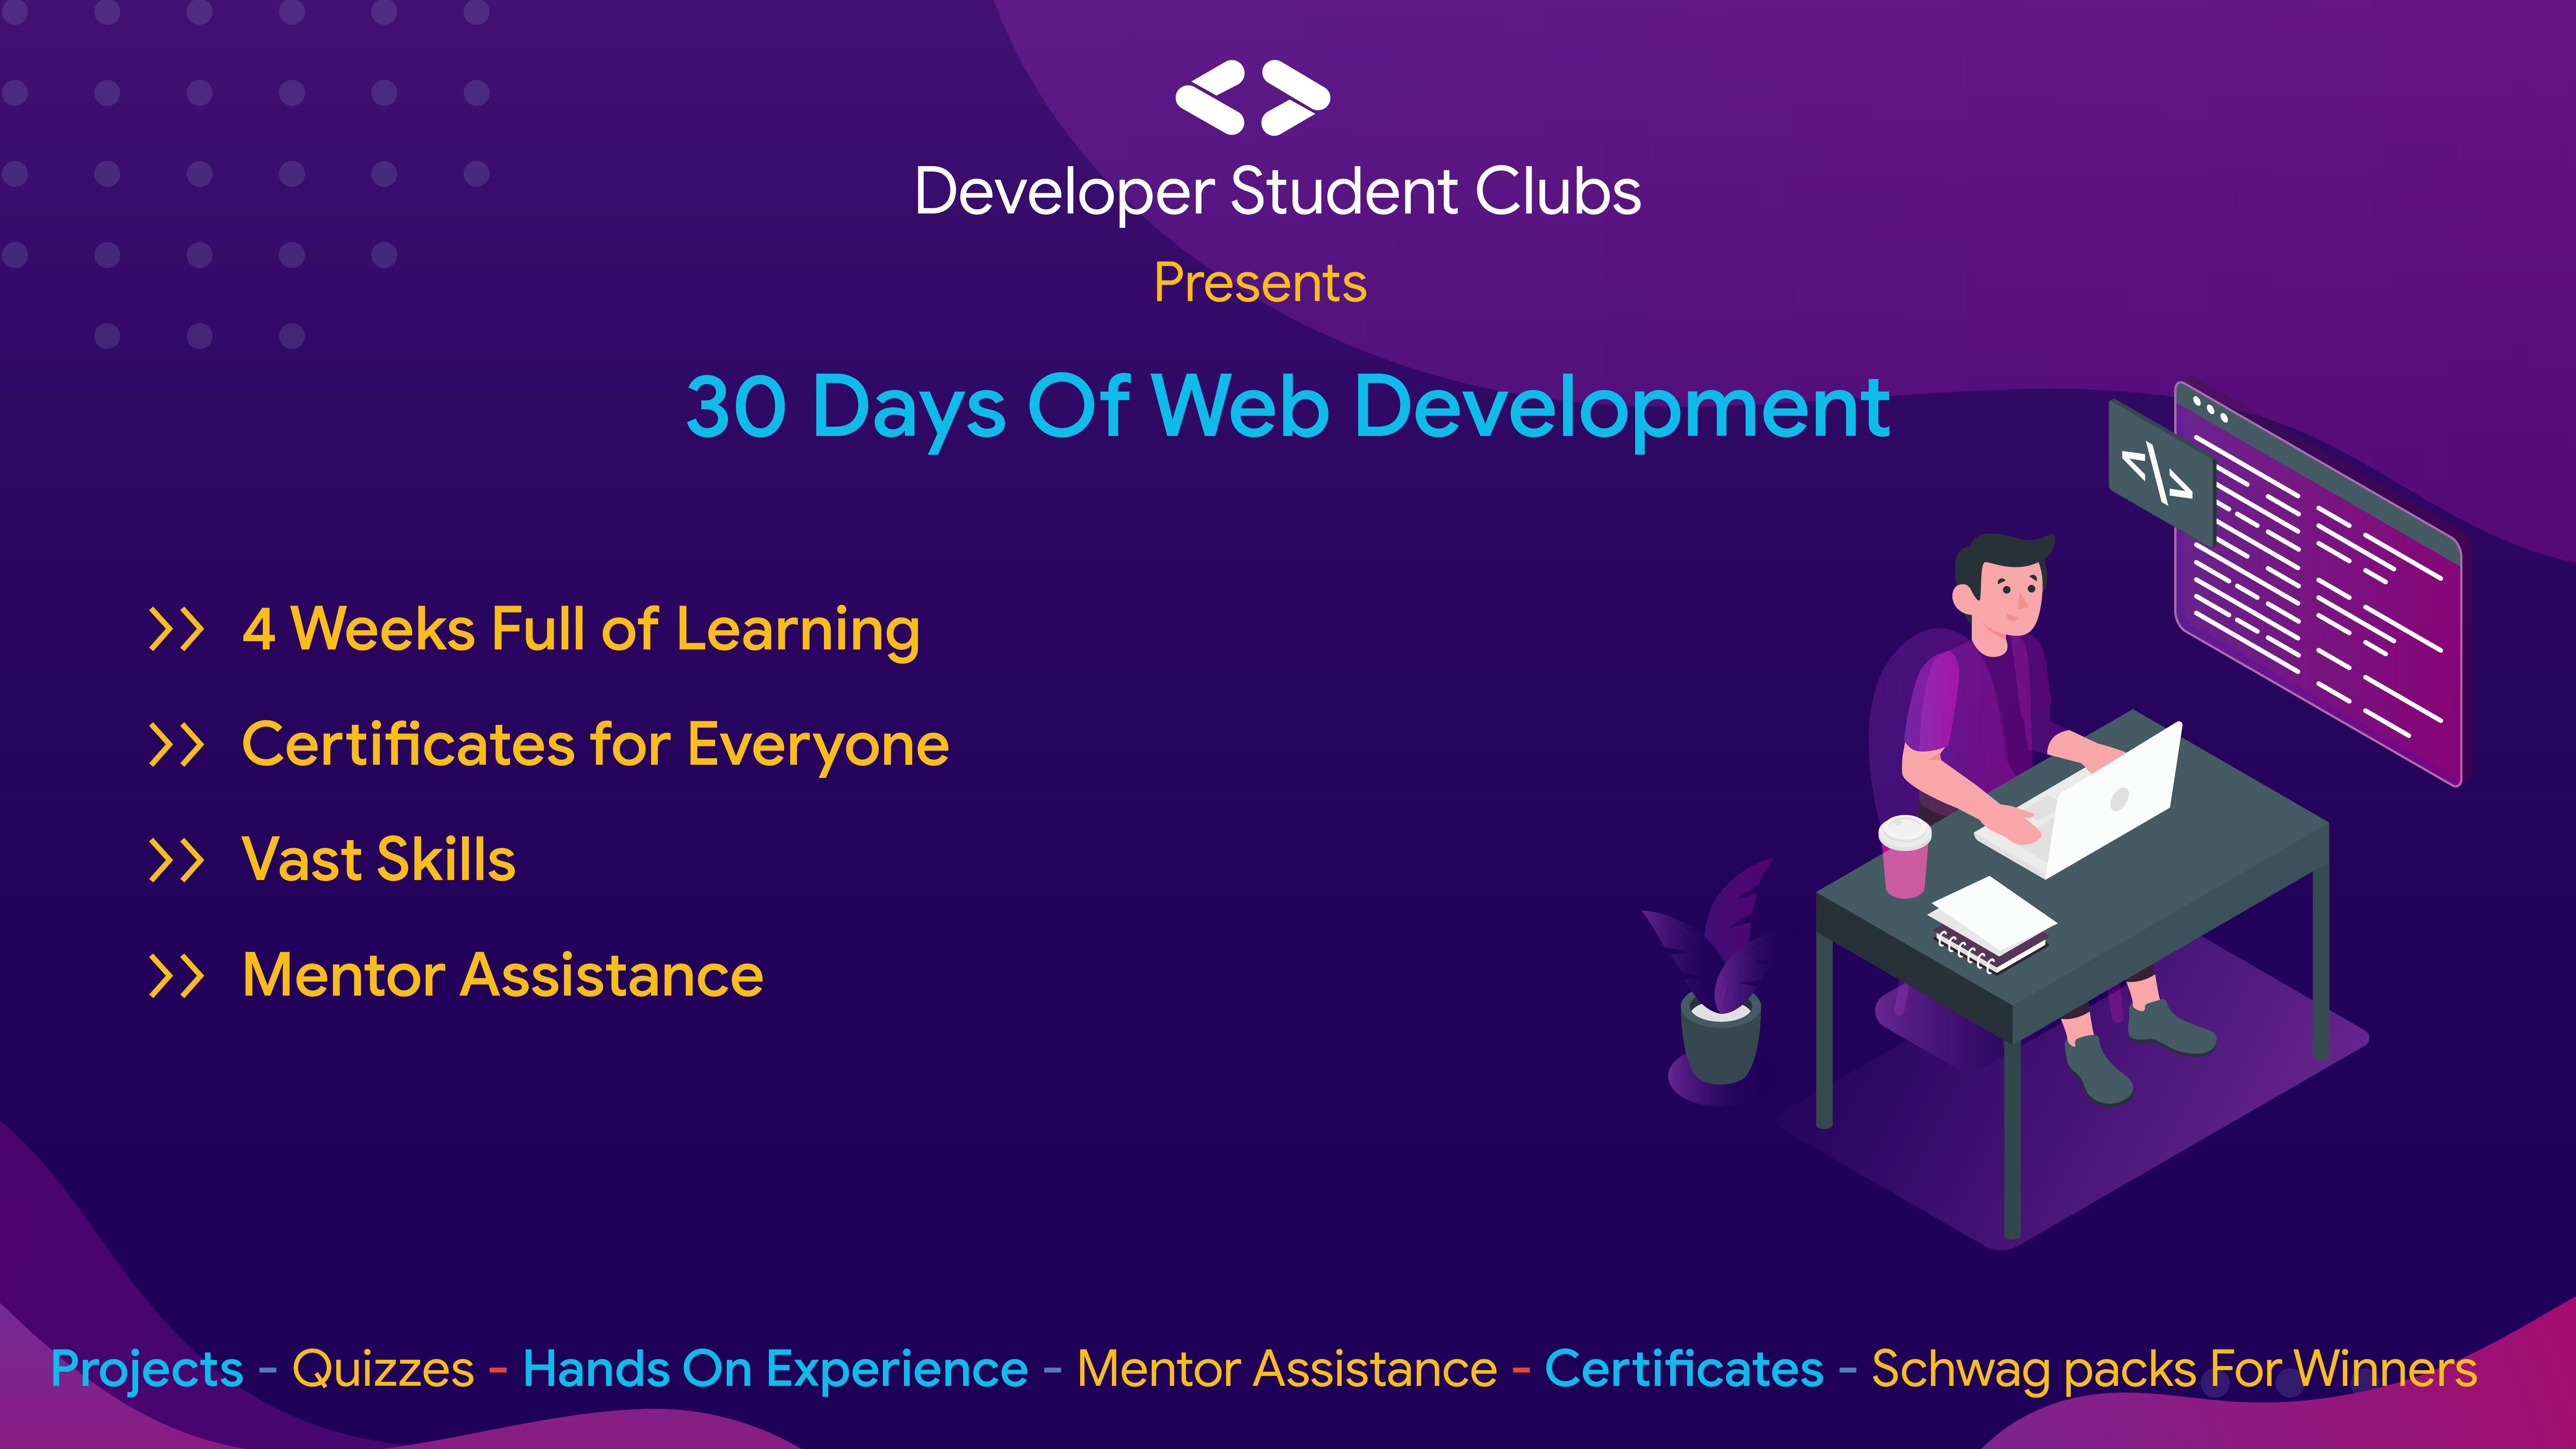 Developer Student Clubs
Presents
30 Days Of Web Development
</>
4 Weeks Full of Learning
Certificates for Everyone
Vast Skills
Mentor Assistance
Projects - Quizzes - Hands On Experience - Mentor Assistance - Certificates - Schwag packs For Winners